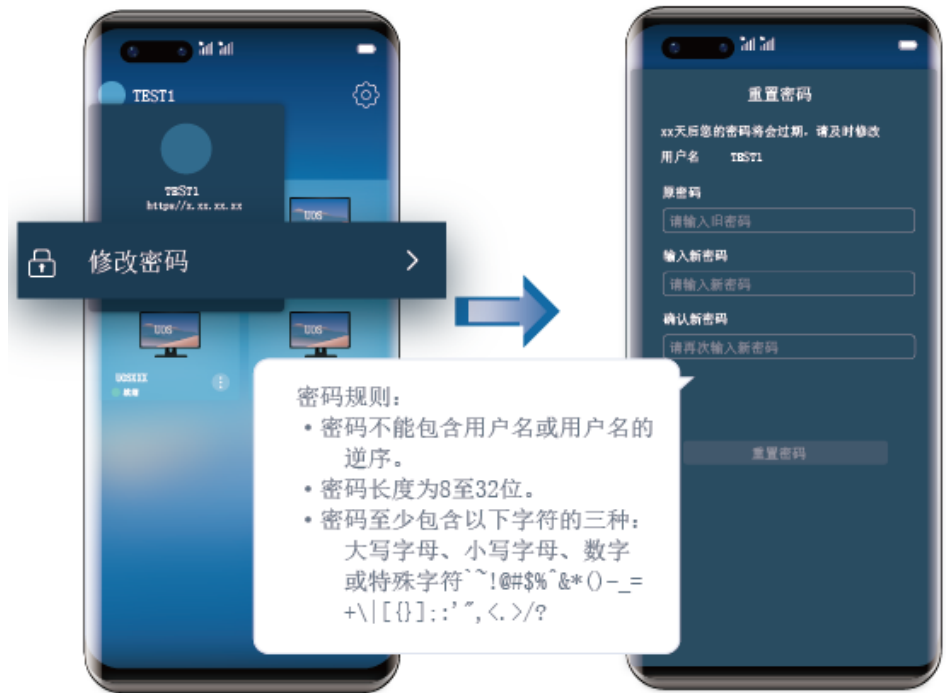 TEST1
TEST1
https//x.xx.xx.xx
UOS
修改密码
UOS
UOS
UOSXXX
就绪
密码规则:
•密码不能包含用户名或用户名的
逆序。
•密码长度为8至32位。
•密码至少包含以下字符的三种:
大写字母、小写字母、数字
或特殊字符`~!@#$%^&*()-_=
+\|[{}];:'",<.>/?
重置密码
xx天后您的密码将会过期，请及时修改
用户名 TEST1
原密码
请输入旧密码
输入新密码
请输入新密码
确认新密码
请再次输入新密码
重置密码